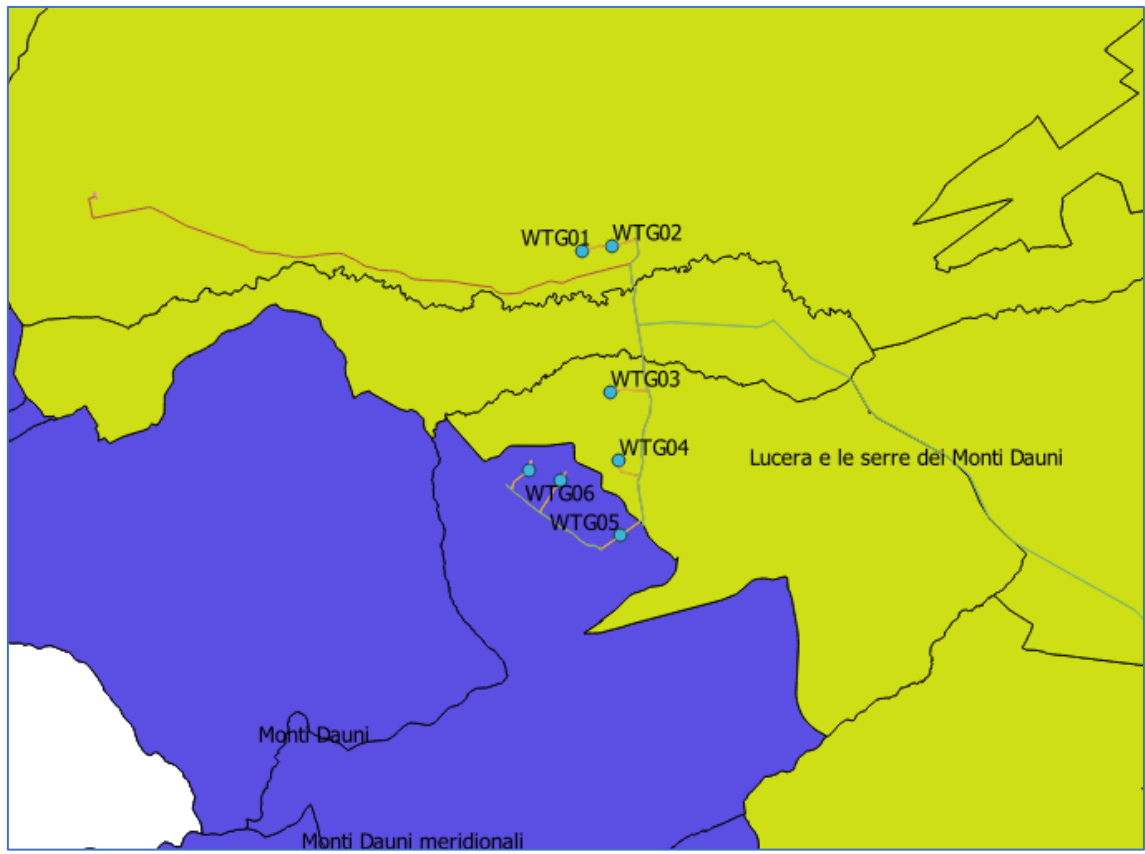 WTG01
WTG02
WTG03
WTG04
Lucera e le serre dei Monti Dauni
WTG06
WTG05
Monti Dauni
Monti Dauni meridionali